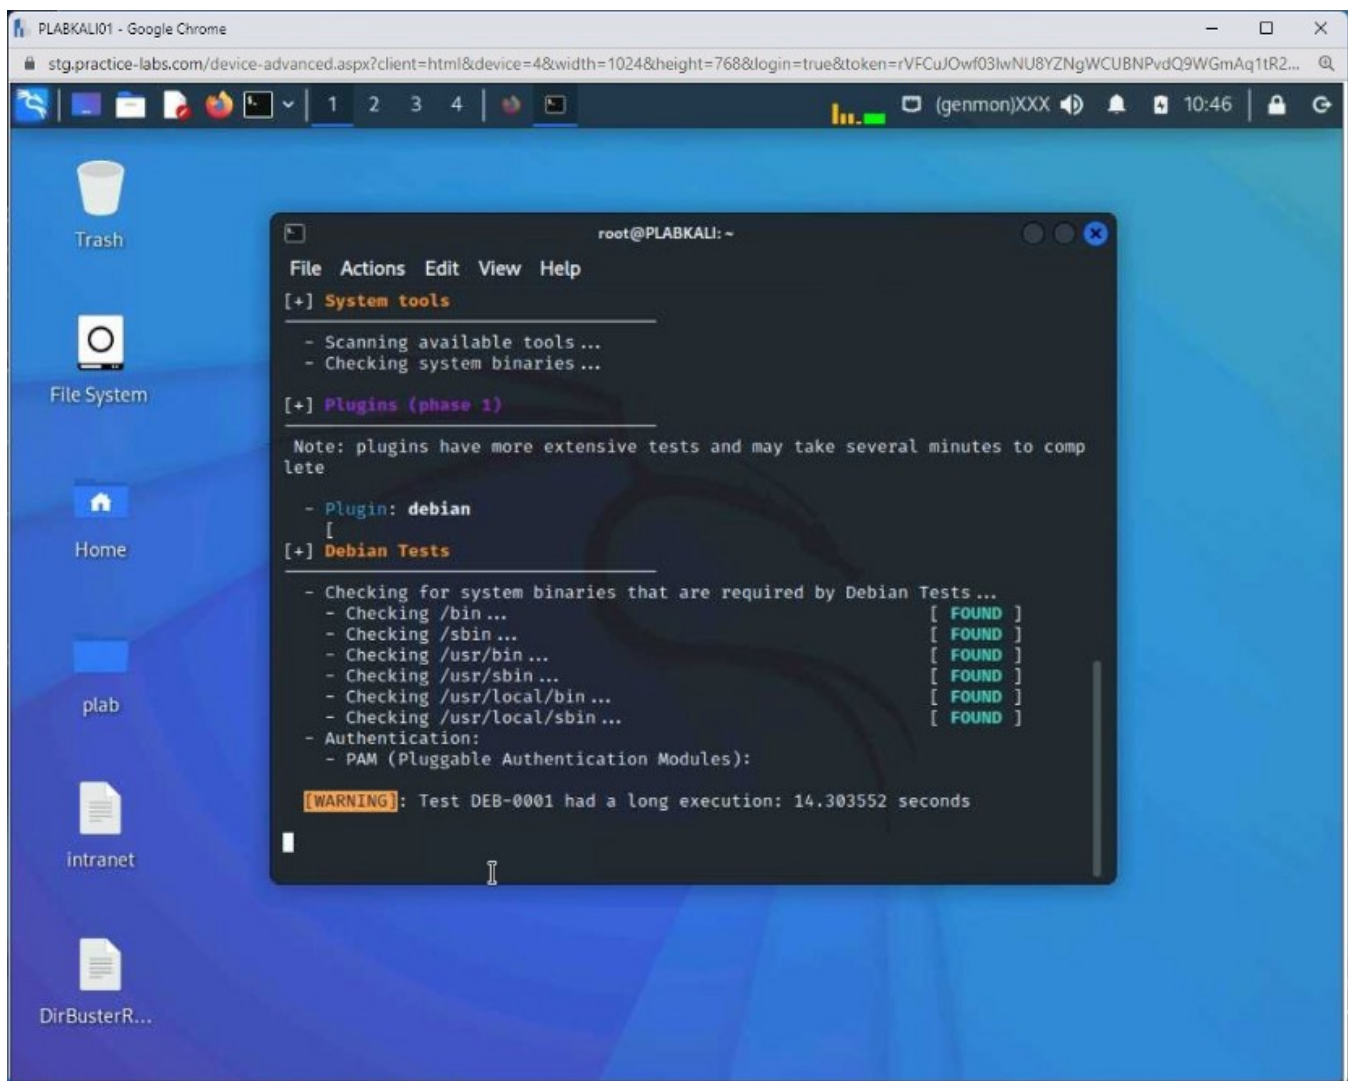 PLABKALI01 - Google Chrome
stg.practice-labs.com/device-advanced.aspx?client=html&device=4&width=1024&height=768&login=true&token=rVFCuJOwf03IwNU8YZNgWCUBNPvdQ9WGmAq1tR2...
1 2 3 4 (genmon)XXX 10:46
Trash
File System
Home
plab
intranet
DirBusterR...
root@PLABKALI: ~
File Actions Edit View Help
[+] System tools
- Scanning available tools...
- Checking system binaries...
[+] Plugins (phase 1)
Note: plugins have more extensive tests and may take several minutes to comp
lete
- Plugin: debian
[
[+] Debian Tests
- Checking for system binaries that are required by Debian Tests...
- Checking /bin... [ FOUND ]
- Checking /sbin... [ FOUND ]
- Checking /usr/bin... [ FOUND ]
- Checking /usr/sbin... [ FOUND ]
- Checking /usr/local/bin... [ FOUND ]
- Checking /usr/local/sbin... [ FOUND ]
- Authentication:
- PAM (Pluggable Authentication Modules):
[WARNING]: Test DEB-0001 had a long execution: 14.303552 seconds